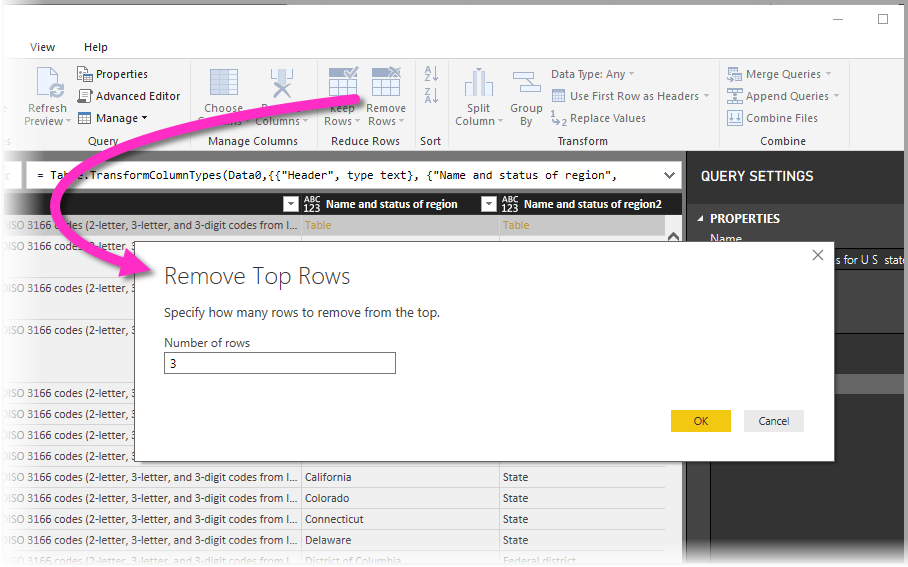 View Help
Properties
Advanced Editor
Manage
Refresh
Preview
Query
Choose
Columns
Manage Columns
Keep
Rows
Remove
Rows
Reduce Rows
A
Z
Z
A
Sort
Split
Column
Group
By
Data Type: Any
Use First Row as Headers
1 2 Replace Values
Transform
Merge Queries
Append Queries
Combine Files
Combine
= Table.TransformColumnTypes(Data0,{{"Header", type text}, {"Name and status of region",
QUERY SETTINGS
PROPERTIES
Name
s for U S state
ABC
123 Name and status of region
ABC
123 Name and status of region2
ISO 3166 codes (2-letter, 3-letter, and 3-digit codes from I... Table Table
ISO 3166 codes (2-letter, 3
ISO 3166 codes (2-letter, 3
ISO 3166 codes (2-letter, 3
Remove Top Rows
Specify how many rows to remove from the top.
Number of rows
3
OK Cancel
ISO 3166 codes (2-letter, 3
ISO 3166 codes (2-letter, 3
ISO 3166 codes (2-letter, 3
ISO 3166 codes (2-letter, 3
ISO 3166 codes (2-letter, 3-letter, and 3-digit codes from I... California State
ISO 3166 codes (2-letter, 3-letter, and 3-digit codes from I... Colorado State
ISO 3166 codes (2-letter, 3-letter, and 3-digit codes from I... Connecticut State
ISO 3166 codes (2-letter, 3-letter, and 3-digit codes from I... Delaware State
ISO 3166 codes (2-letter, 3-letter, and 3-digit codes from I... District of Columbia Federal district